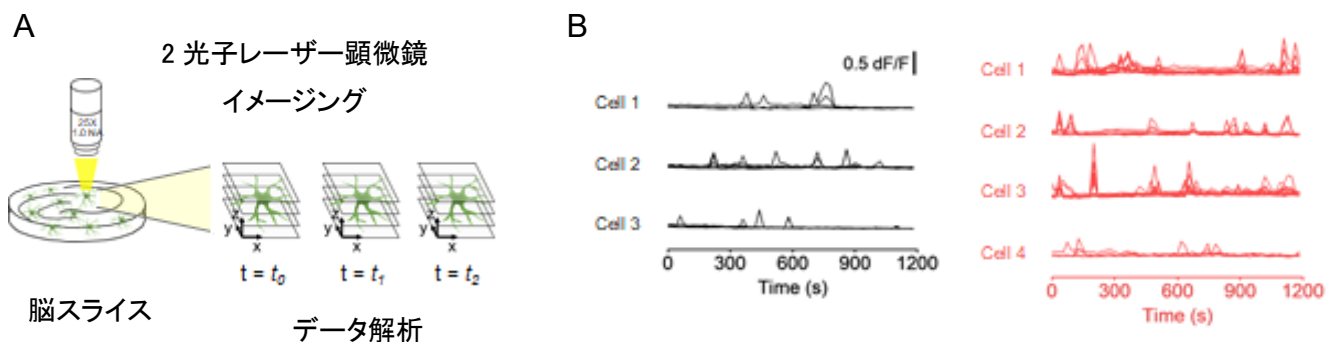 A
2 光子レーザー顕微鏡
イメージング
25X
1.0 NA
z
y
x
z
y
x
z
y
x
t = t0
t = t1
t = t2
脳スライス
データ解析
B
0.5 dF/F
Cell 1
Cell 2
Cell 3
0 300 600 900 1200
Time (s)
Cell 1
Cell 2
Cell 3
Cell 4
0 300 600 900 1200
Time (s)